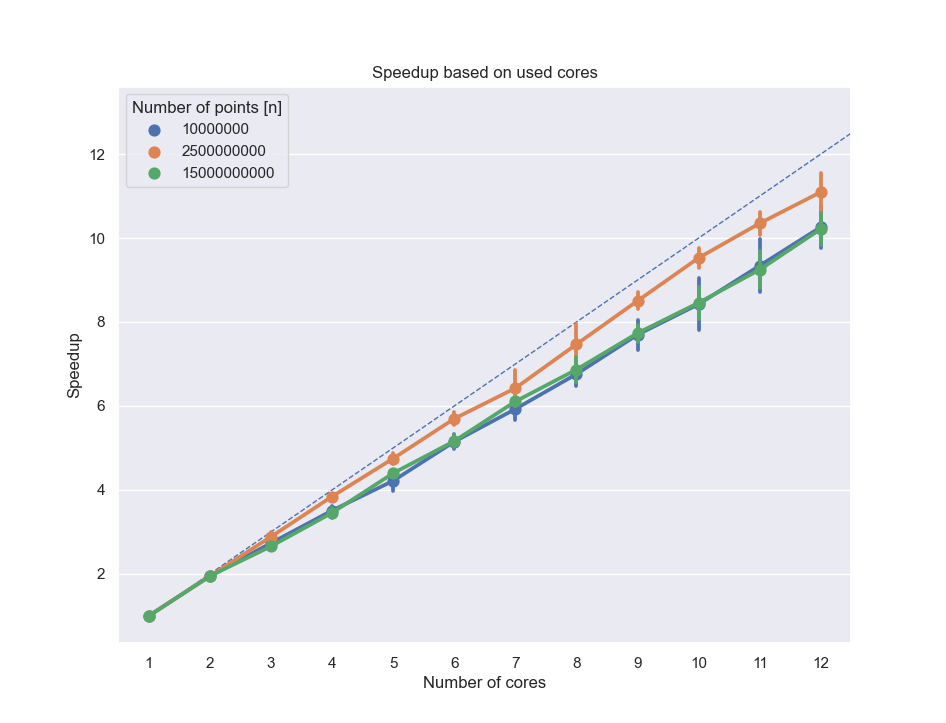 Speedup based on used cores
Number of points [n]
10000000
2500000000
15000000000
12
10
8
6
4
2
Speedup
1 2 3 4 5 6 7 8 9 10 11 12
Number of cores